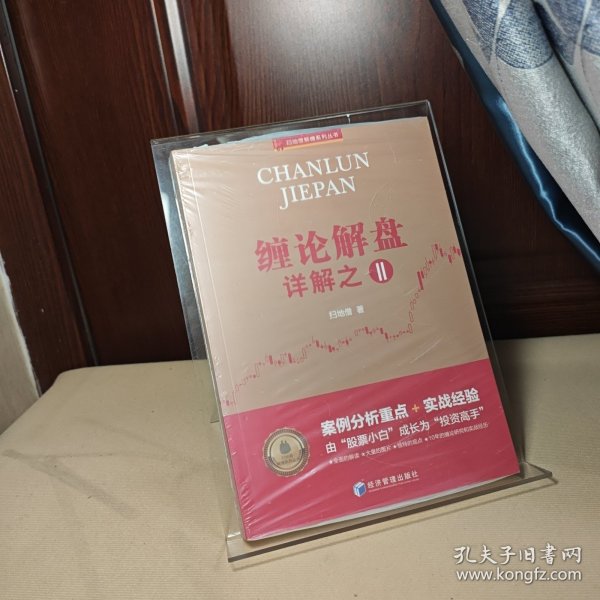 扫地僧解缠系列丛书
CHANLUN
JIEPAN
缠论解盘
详解之 II
扫地僧 著
案例分析重点 + 实战经验
由“股票小白”成长为“投资高手”
经济管理出版社
孔夫子旧书网
www.kongfz.com